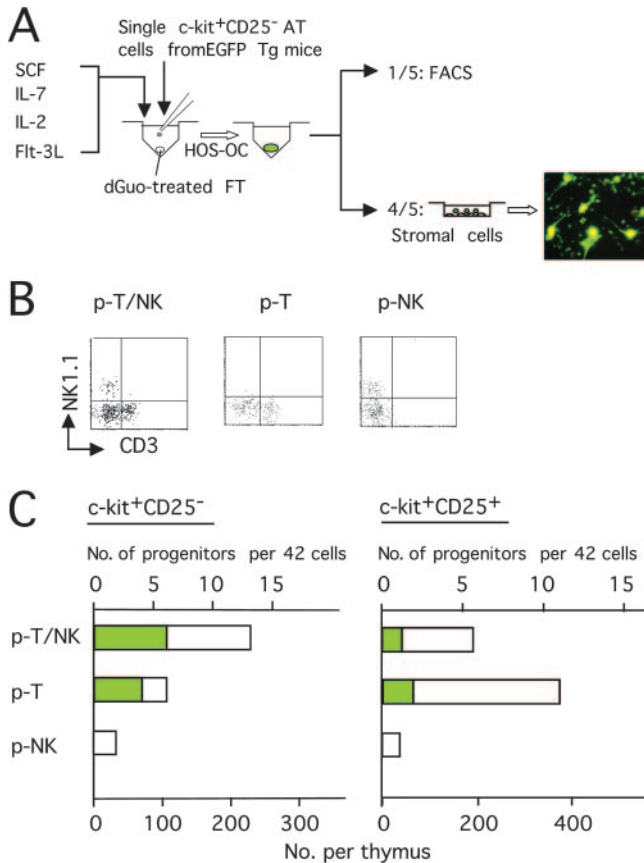 A
Single c-kit+CD25- AT
cells fromEGFP Tg mice
SCF
IL-7
IL-2
Flt-3L
HOS-OC
dGuo-treated FT
1/5: FACS
4/5:
Stromal cells
B
p-T/NK p-T p-NK
NK1.1
CD3
C
c-kit+CD25- c-kit+CD25+
No. of progenitors per 42 cells No. of progenitors per 42 cells
0 5 10 15 0 5 10 15
p-T/NK
p-T
p-NK
0 100 200 300 0 200 400
No. per thymus